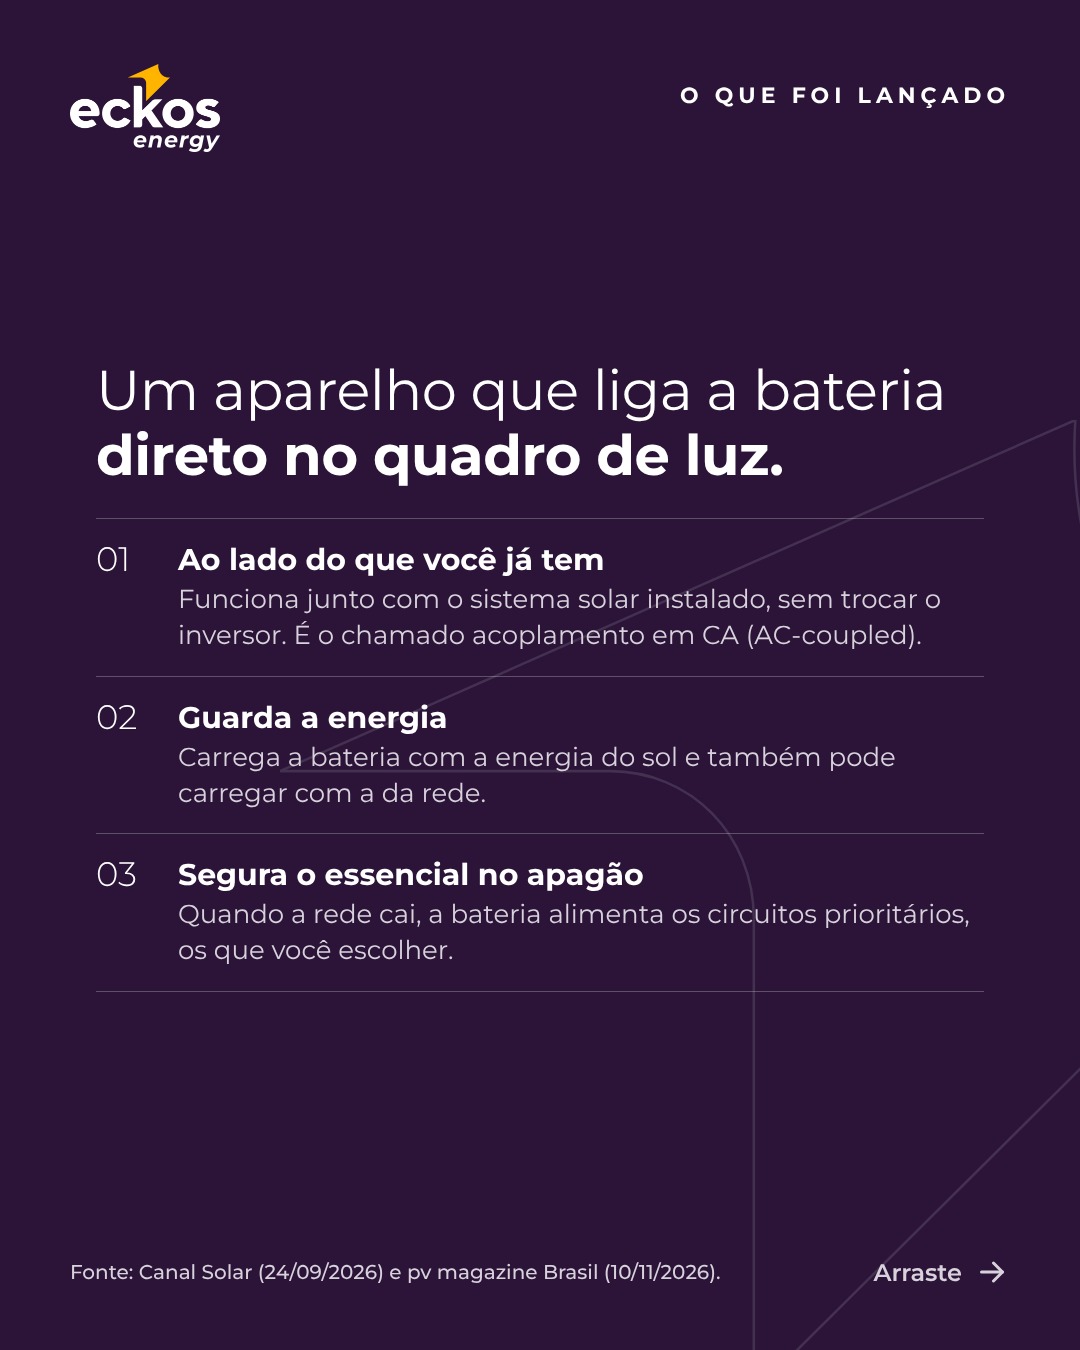 eckos
energy
O QUE FOI LANÇADO
Um aparelho que liga a bateria
direto no quadro de luz.
01
Ao lado do que você já tem
Funciona junto com o sistema solar instalado, sem trocar o
inversor. É o chamado acoplamento em CA (AC-coupled).
02
Guarda a energia
Carrega a bateria com a energia do sol e também pode
carregar com a da rede.
03
Segura o essencial no apagão
Quando a rede cai, a bateria alimenta os circuitos prioritários,
os que você escolher.
Fonte: Canal Solar (24/09/2026) e pv magazine Brasil (10/11/2026).
Arraste →